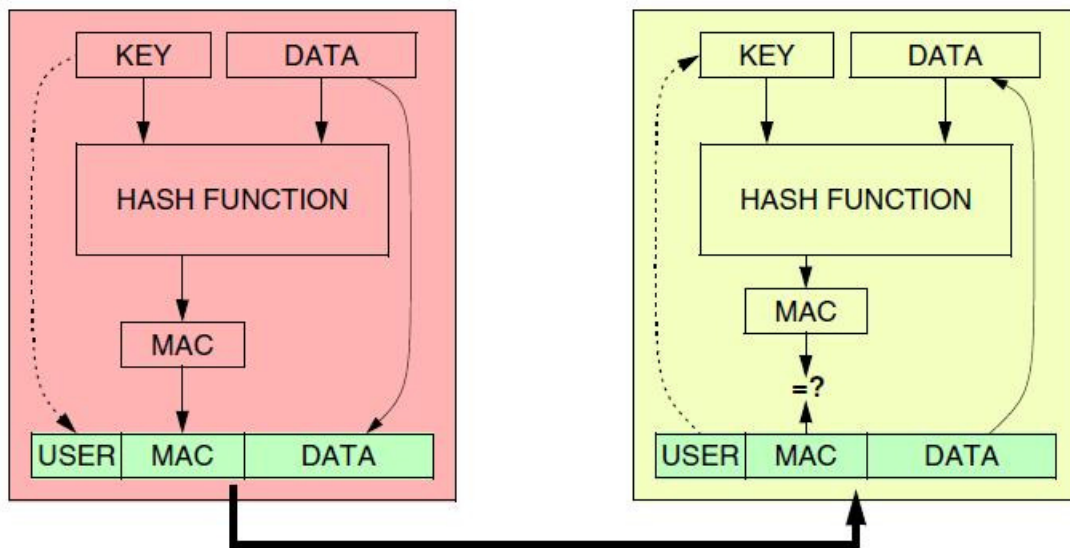 KEY DATA
HASH FUNCTION
MAC
USER MAC DATA
KEY DATA
HASH FUNCTION
MAC
=?
USER MAC DATA